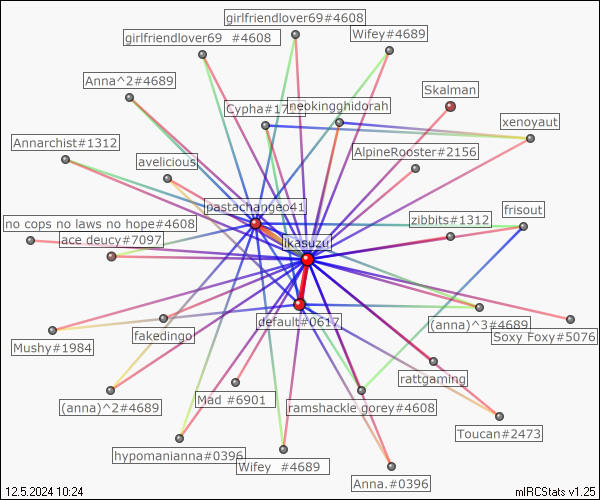 girlfriendlover69#4608
girlfriendlover69 #4608
Wifey#4689
Anna^2#4689
Skalman
neokingghidorah
xenoyaut
Annarchist#1312
avelicious
AlpineRooster#2156
pastachangeo41
frisout
zibbits#1312
no cops no laws no hope#4608
ace deucy#7097
ikasuzu
default#0617
(anna)^3#4689
Soxy Foxy#5076
fakedingo
Mushy#1984
rattgaming
Mad #6901
(anna)^2#4689
ramshackle gorey#4608
Toucan#2473
hypomanianna#0396
Wifey #4689
Anna.#0396
12.5.2024 10:24
mIRCStats v1.25